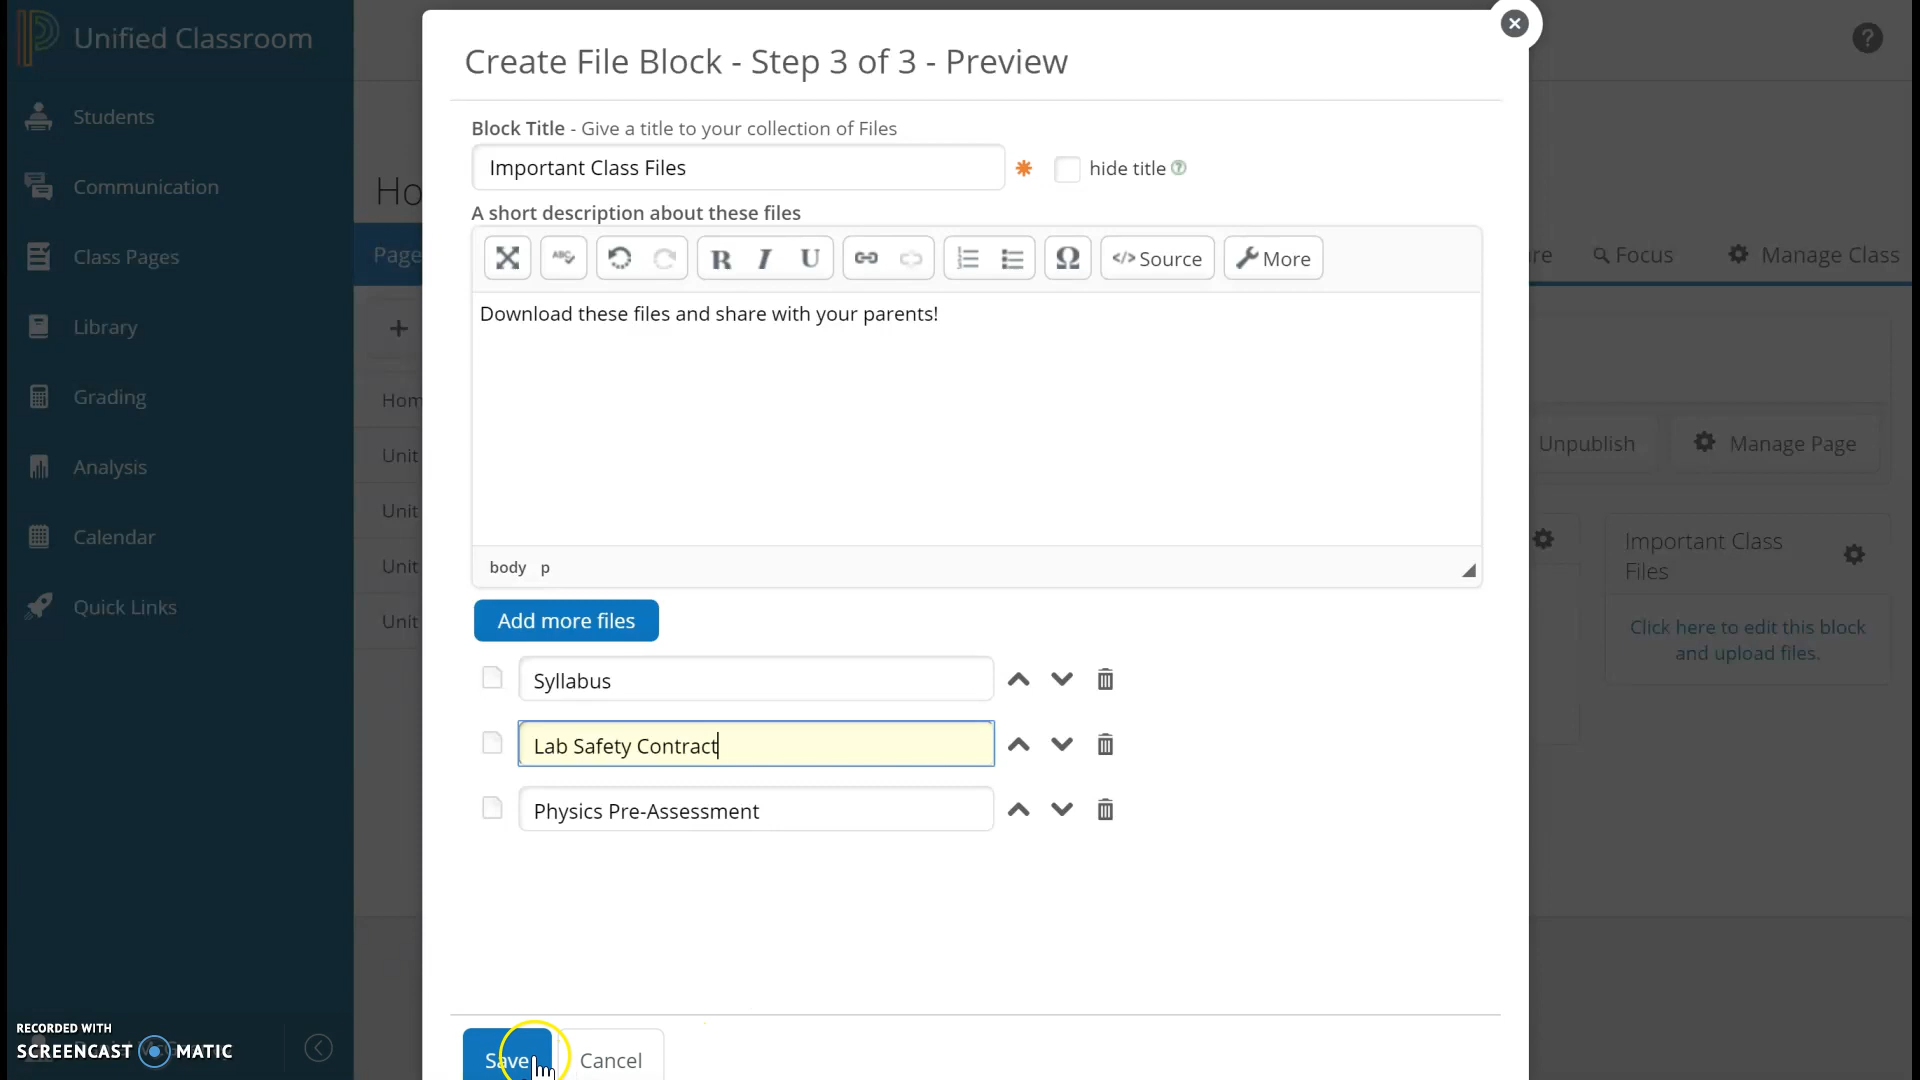 Unified Classroom
Students
Communication
Class Pages
Library
Grading
Analysis
Calendar
Quick Links
RECORDED WITH
SCREENCAST MATIC
Ho
Page
Hom
Unit
Unit
Unit
Unit
Create File Block - Step 3 of 3 - Preview
Block Title - Give a title to your collection of Files
Important Class Files
hide title
A short description about these files
ABC
B I U
Ω
</> Source
More
Download these files and share with your parents!
body p
Add more files
Syllabus
Lab Safety Contract
Physics Pre-Assessment
Save
Cancel
?
re
Focus
Manage Class
Unpublish
Manage Page
Important Class
Files
Click here to edit this block
and upload files.